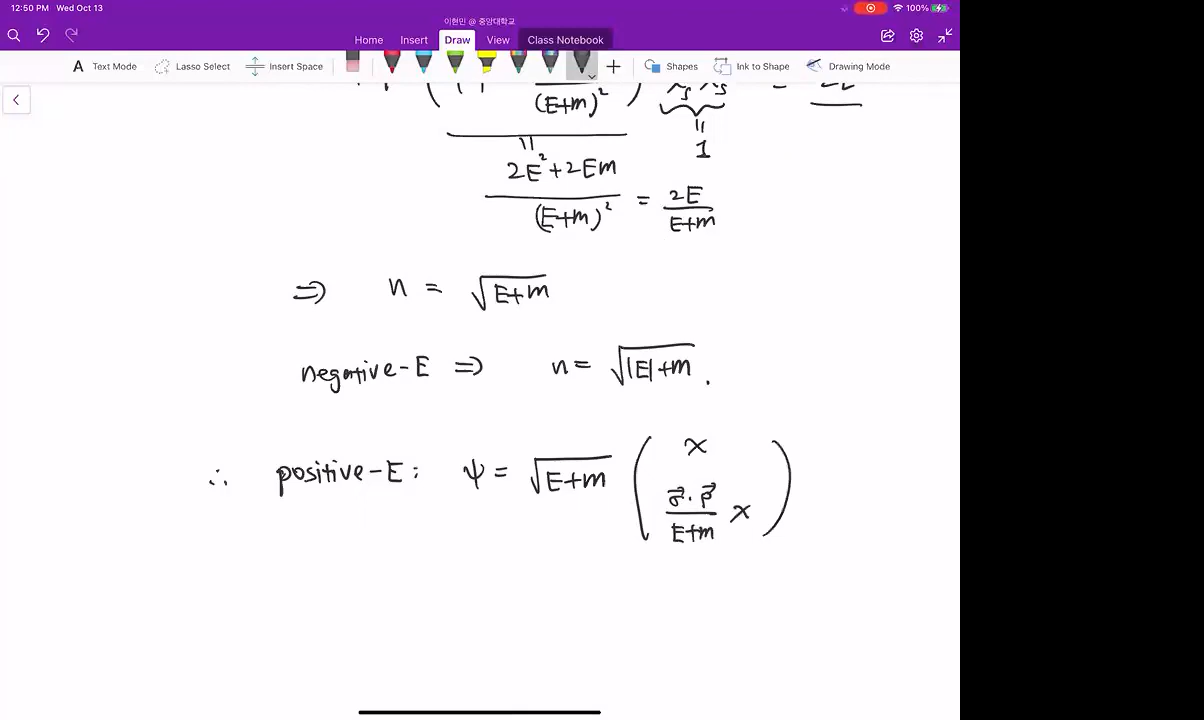 12:50 PM Wed Oct 13
100%
이현민 @ 중앙대학교
Home Insert Draw View Class Notebook
A Text Mode Lasso Select Insert Space Shapes Ink to Shape Drawing Mode
(E+m)²
=
||
1
||
2E²+2Em
(E+m)² = 2E
E+m
⇒ n = √E+m
negative-E ⇒ n = √|E|+m .
∴ positive-E: ψ = √E+m ( χ
σ⃗·p⃗
E+m χ )